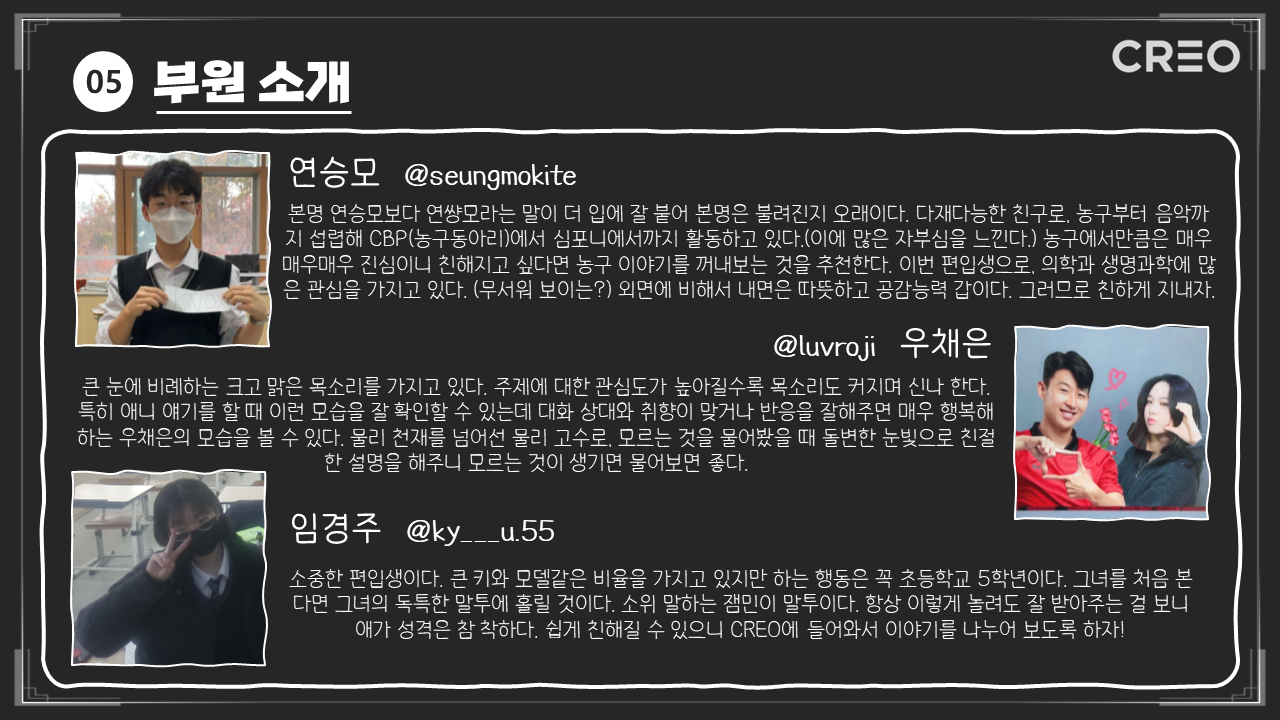 CREO
05 부원 소개
연승모 @seungmokite
본명 연승모보다 연썅모라는 말이 더 입에 잘 붙어 본명은 불려진지 오래이다. 다재다능한 친구로, 농구부터 음악까
지 섭렵해 CBP(농구동아리)에서 심포니에서까지 활동하고 있다.(이에 많은 자부심을 느낀다.) 농구에서만큼은 매우
매우매우 진심이니 친해지고 싶다면 농구 이야기를 꺼내보는 것을 추천한다. 이번 편입생으로, 의학과 생명과학에 많
은 관심을 가지고 있다. (무서워 보이는?) 외면에 비해서 내면은 따뜻하고 공감능력 갑이다. 그러므로 친하게 지내자.
@luvroji 우채은
큰 눈에 비례하는 크고 맑은 목소리를 가지고 있다. 주제에 대한 관심도가 높아질수록 목소리도 커지며 신나 한다.
특히 애니 얘기를 할 때 이런 모습을 잘 확인할 수 있는데 대화 상대와 취향이 맞거나 반응을 잘해주면 매우 행복해
하는 우채은의 모습을 볼 수 있다. 물리 천재를 넘어선 물리 고수로, 모르는 것을 물어봤을 때 돌변한 눈빛으로 친절
한 설명을 해주니 모르는 것이 생기면 물어보면 좋다.
임경주 @ky___u.55
소중한 편입생이다. 큰 키와 모델같은 비율을 가지고 있지만 하는 행동은 꼭 초등학교 5학년이다. 그녀를 처음 본
다면 그녀의 독특한 말투에 홀릴 것이다. 소위 말하는 잼민이 말투이다. 항상 이렇게 놀려도 잘 받아주는 걸 보니
애가 성격은 참 착하다. 쉽게 친해질 수 있으니 CREO에 들어와서 이야기를 나누어 보도록 하자!